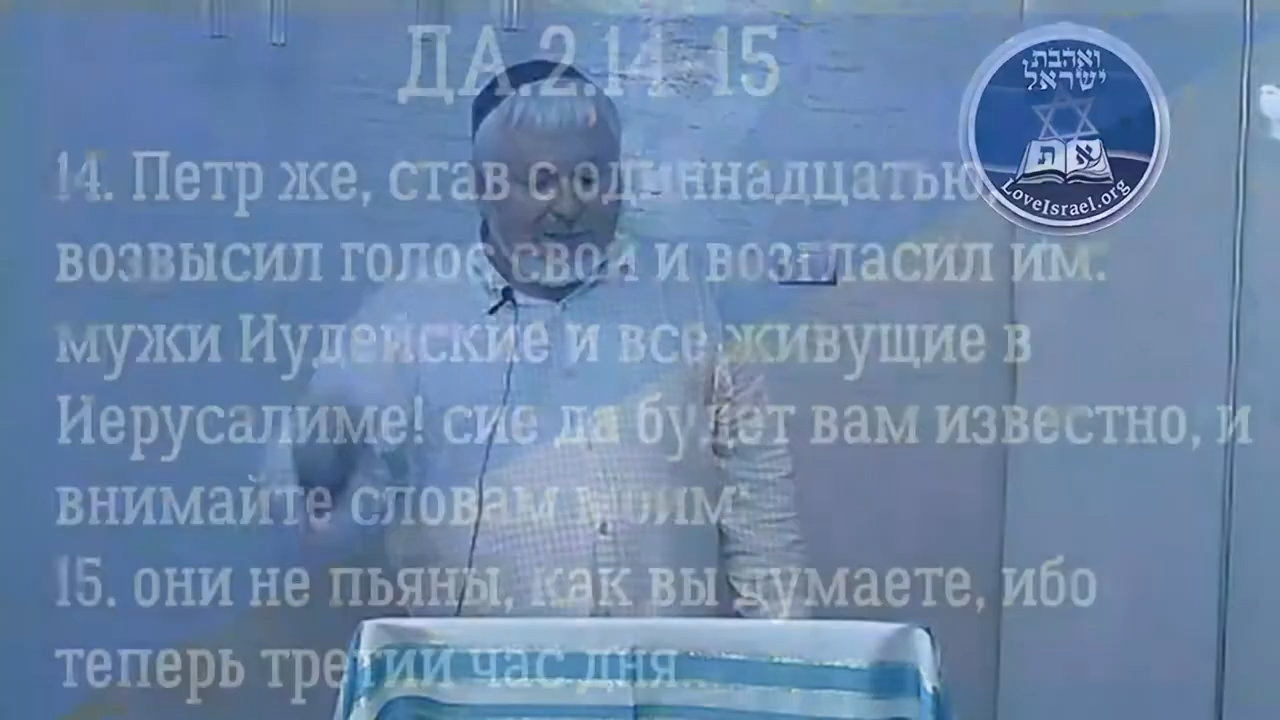 ДА.2.14-15
ואהבת
ישראל
את
LoveIsrael.org
14. Петр же, став с одиннадцатью,
возвысил голос свой и возгласил им:
мужи Иудейские и все живущие в
Иерусалиме! сие да будет вам известно, и
внимайте словам моим:
15. они не пьяны, как вы думаете, ибо
теперь третий час дня.